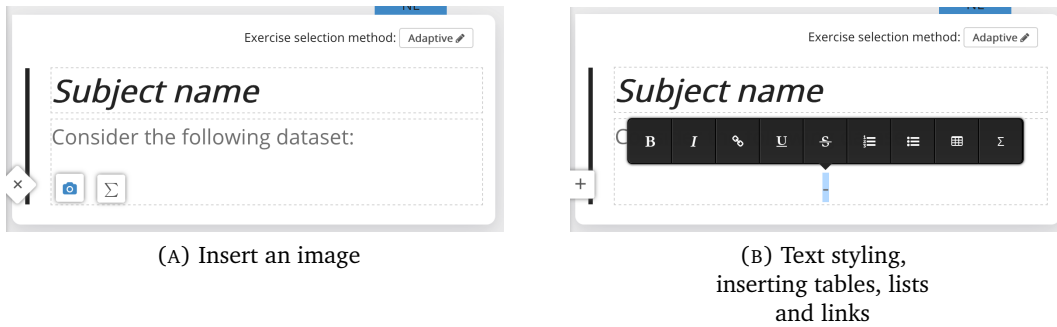 Exercise selection method: Adaptive
Subject name
Consider the following dataset:
Σ
(A) Insert an image
Exercise selection method: Adaptive
Subject name
C
B I U S Σ
-
(B) Text styling,
inserting tables, lists
and links